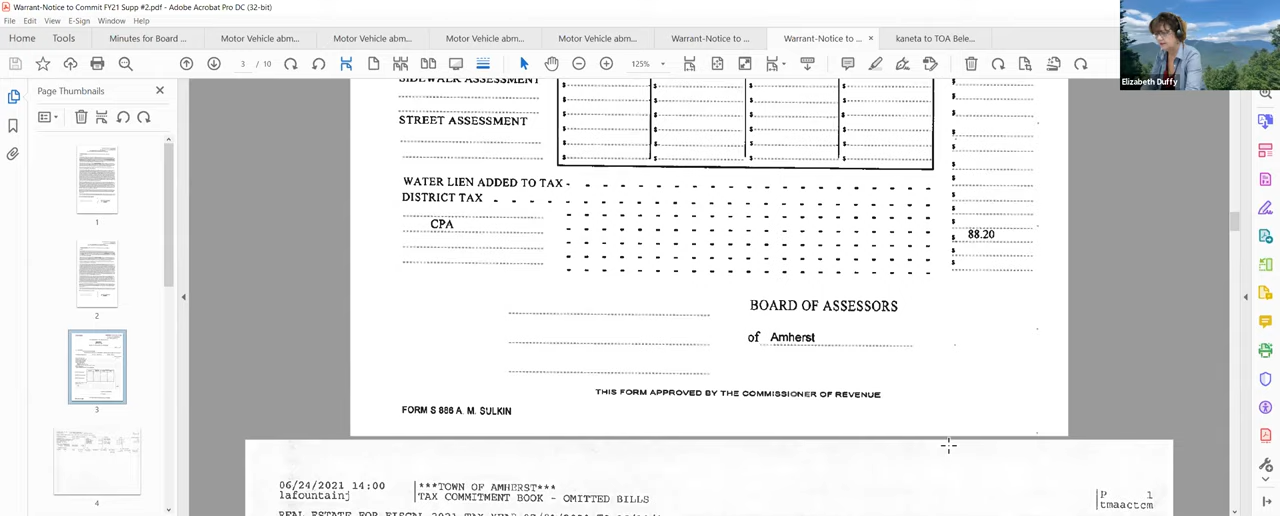 Warrant-Notice to Commit FY21 Supp #2.pdf - Adobe Acrobat Pro DC (32-bit)
File Edit View E-Sign Window Help
Home Tools Minutes for Board ... Motor Vehicle abm... Motor Vehicle abm... Motor Vehicle abm... Motor Vehicle abm... Warrant-Notice to ... Warrant-Notice to ... × kaneta to TOA Bele...
3 / 10 125%
Elizabeth Duffy
Page Thumbnails
1
2
3
4
SIDEWALK ASSESSMENT
STREET ASSESSMENT
WATER LIEN ADDED TO TAX -
DISTRICT TAX
CPA
88.20
BOARD OF ASSESSORS
of Amherst
THIS FORM APPROVED BY THE COMMISSIONER OF REVENUE
FORM S 886 A. M. SULKIN
06/24/2021 14:00 ***TOWN OF AMHERST*** P 1
lafountainj TAX COMMITMENT BOOK - OMITTED BILLS tmaactcm